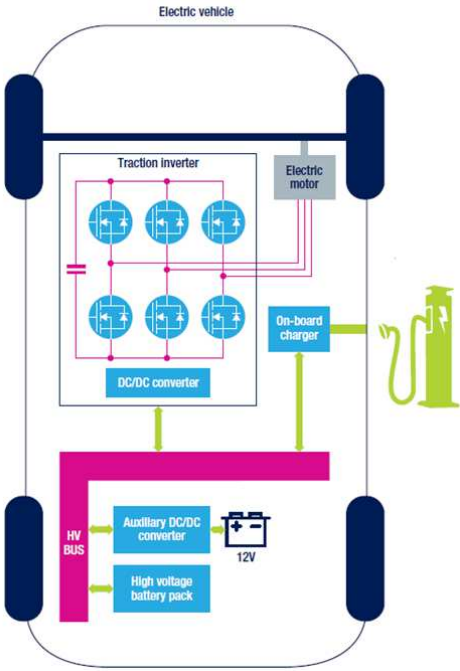 Electric vehicle
Traction inverter
Electric
motor
On-board
charger
DC/DC converter
HV
BUS
Auxillary DC/DC
converter
12V
High voltage
battery pack